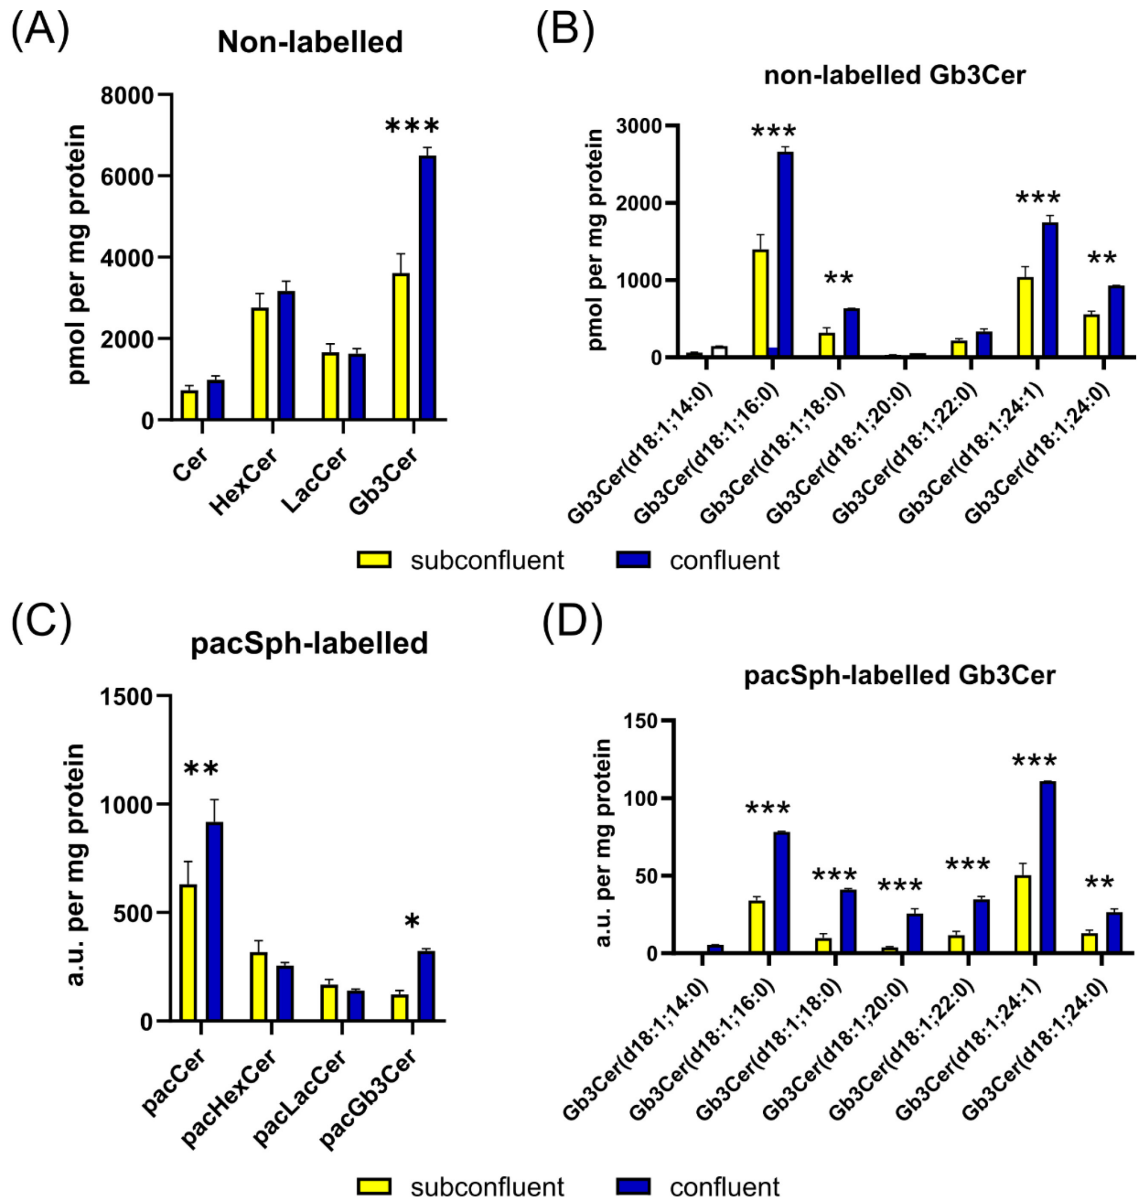 (A)
Non-labelled
pmol per mg protein
8000
6000
4000
2000
0
***
Cer
HexCer
LacCer
Gb3Cer
(B)
non-labelled Gb3Cer
pmol per mg protein
3000
2000
1000
0
***
**
***
**
Gb3Cer(d18:1;14:0)
Gb3Cer(d18:1;16:0)
Gb3Cer(d18:1;18:0)
Gb3Cer(d18:1;20:0)
Gb3Cer(d18:1;22:0)
Gb3Cer(d18:1;24:1)
Gb3Cer(d18:1;24:0)
subconfluent confluent
(C)
pacSph-labelled
a.u. per mg protein
1500
1000
500
0
**
*
pacCer
pacHexCer
pacLacCer
pacGb3Cer
(D)
pacSph-labelled Gb3Cer
a.u. per mg protein
150
100
50
0
***
***
***
***
***
**
Gb3Cer(d18:1;14:0)
Gb3Cer(d18:1;16:0)
Gb3Cer(d18:1;18:0)
Gb3Cer(d18:1;20:0)
Gb3Cer(d18:1;22:0)
Gb3Cer(d18:1;24:1)
Gb3Cer(d18:1;24:0)
subconfluent confluent